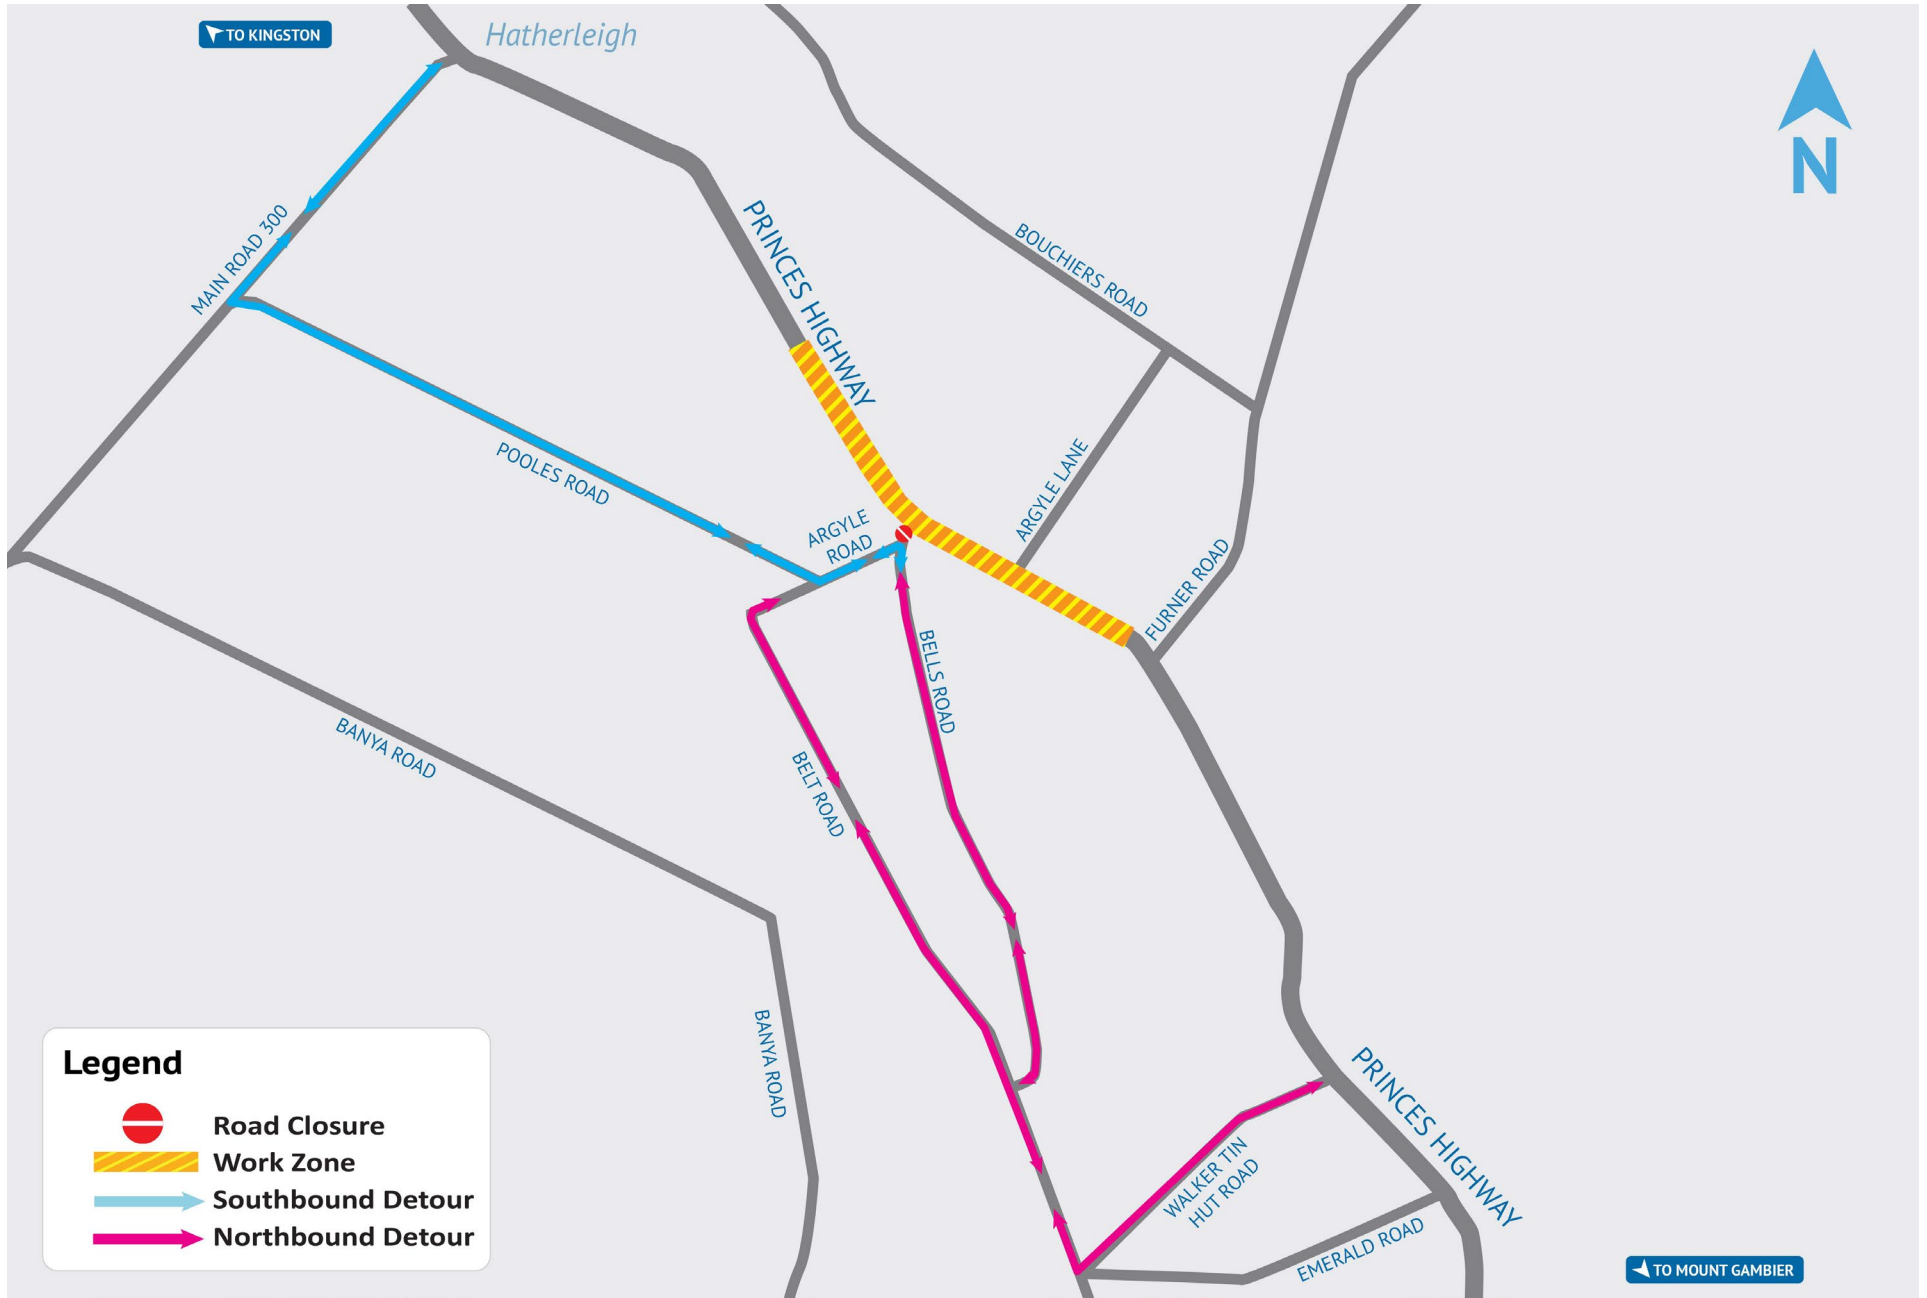 TO KINGSTON
Hatherleigh
N
MAIN ROAD 300
PRINCES HIGHWAY
BOUCHIERS ROAD
POOLES ROAD
ARGYLE
ROAD
ARGYLE LANE
FURNER ROAD
BELLS ROAD
BANYA ROAD
BELT ROAD
BANYA ROAD
PRINCES HIGHWAY
WALKER TIN
HUT ROAD
EMERALD ROAD
TO MOUNT GAMBIER
Legend
Road Closure
Work Zone
Southbound Detour
Northbound Detour